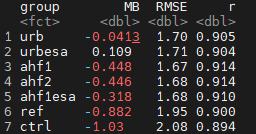 group MB RMSE r
<fct> <dbl> <dbl> <dbl>
1 urb -0.0413 1.70 0.905
2 urbesa 0.109 1.71 0.904
3 ahf1 -0.448 1.67 0.914
4 ahf2 -0.446 1.68 0.914
5 ahf1esa -0.318 1.68 0.910
6 ref -0.882 1.95 0.900
7 ctrl -1.03 2.08 0.894